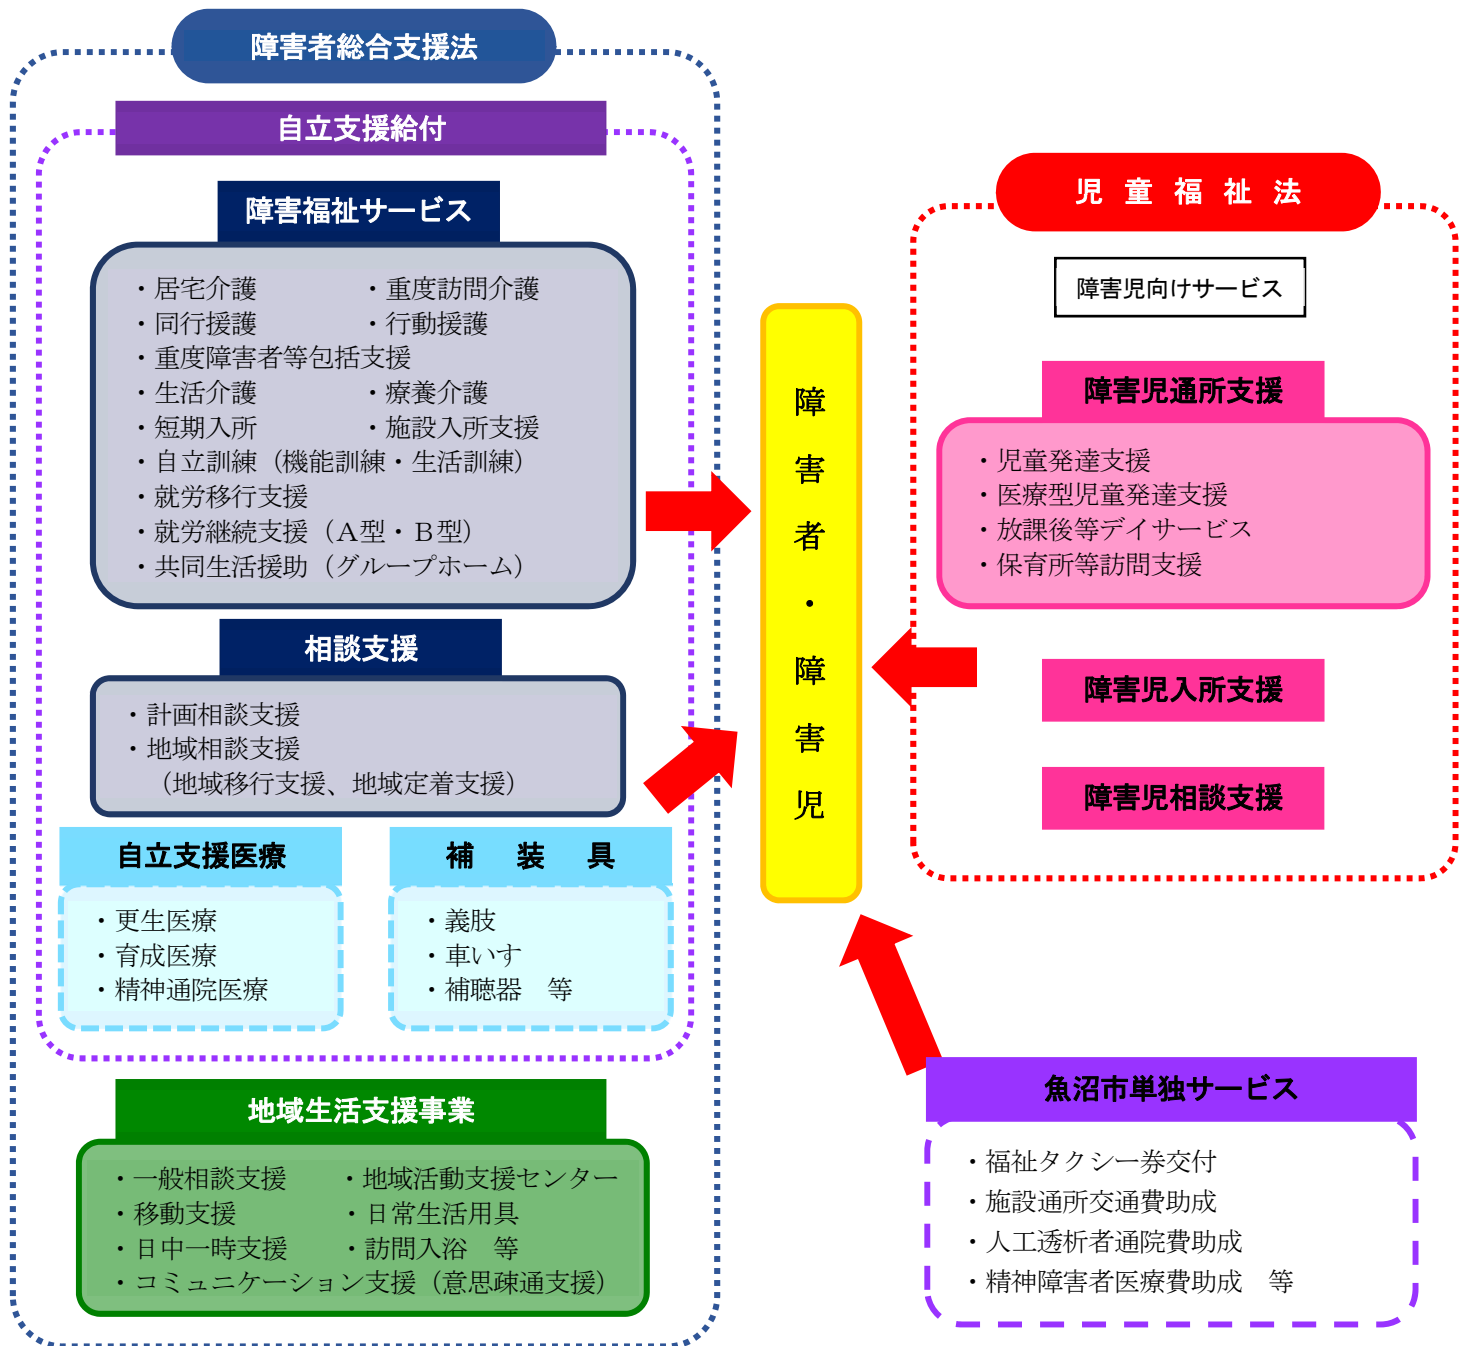 障害者総合支援法
自立支援給付
障害福祉サービス
・居宅介護　　　　・重度訪問介護
・同行援護　　　　・行動援護
・重度障害者等包括支援
・生活介護　　　　・療養介護
・短期入所　　　　・施設入所支援
・自立訓練（機能訓練・生活訓練）
・就労移行支援
・就労継続支援（Ａ型・Ｂ型）
・共同生活援助（グループホーム）
相談支援
・計画相談支援
・地域相談支援
（地域移行支援、地域定着支援）
自立支援医療
・更生医療
・育成医療
・精神通院医療
補　装　具
・義肢
・車いす
・補聴器　等
地域生活支援事業
・一般相談支援　　・地域活動支援センター
・移動支援　　　　・日常生活用具
・日中一時支援　　・訪問入浴　等
・コミュニケーション支援（意思疎通支援）
障害者・障害児
児 童 福 祉 法
障害児向けサービス
障害児通所支援
・児童発達支援
・医療型児童発達支援
・放課後等デイサービス
・保育所等訪問支援
障害児入所支援
障害児相談支援
魚沼市単独サービス
・福祉タクシー券交付
・施設通所交通費助成
・人工透析者通院費助成
・精神障害者医療費助成　等